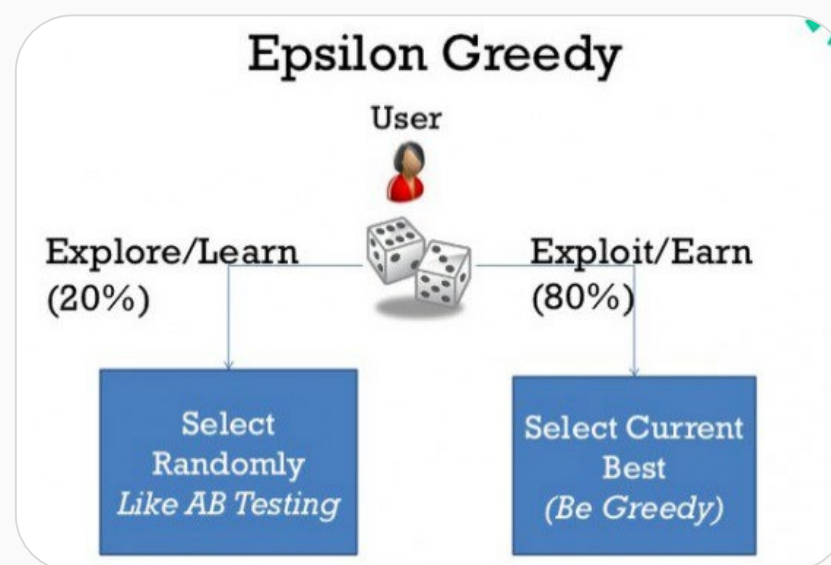 Epsilon Greedy
User
Explore/Learn
(20%)
Exploit/Earn
(80%)
Select
Randomly
Like AB Testing
Select Current
Best
(Be Greedy)